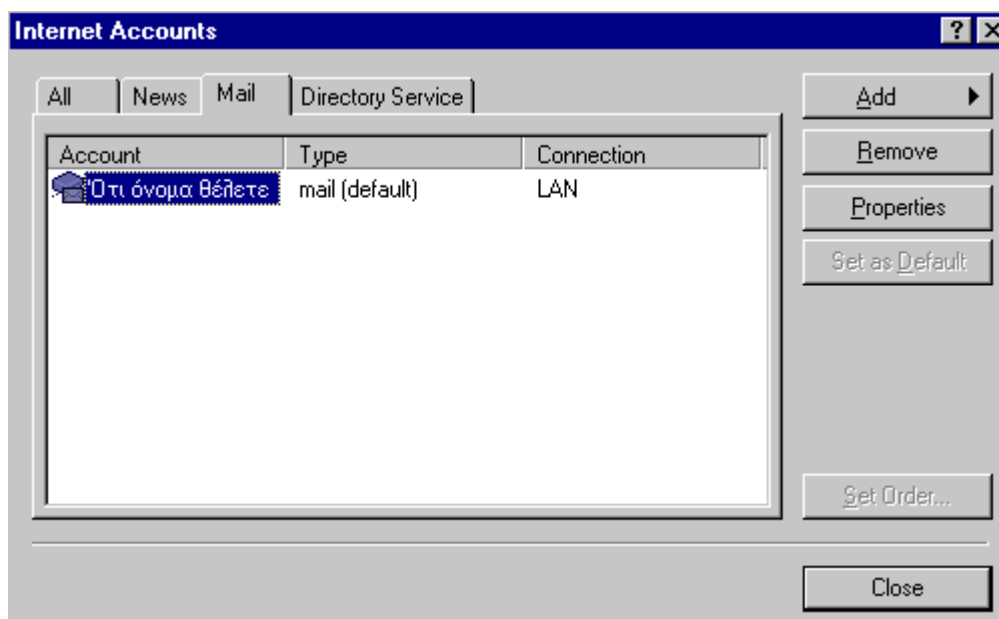 Internet Accounts
All News Mail Directory Service
Add
Remove
Properties
Set as Default
Account Type Connection
Ότι όνομα θέλετε mail (default) LAN
Set Order...
Close